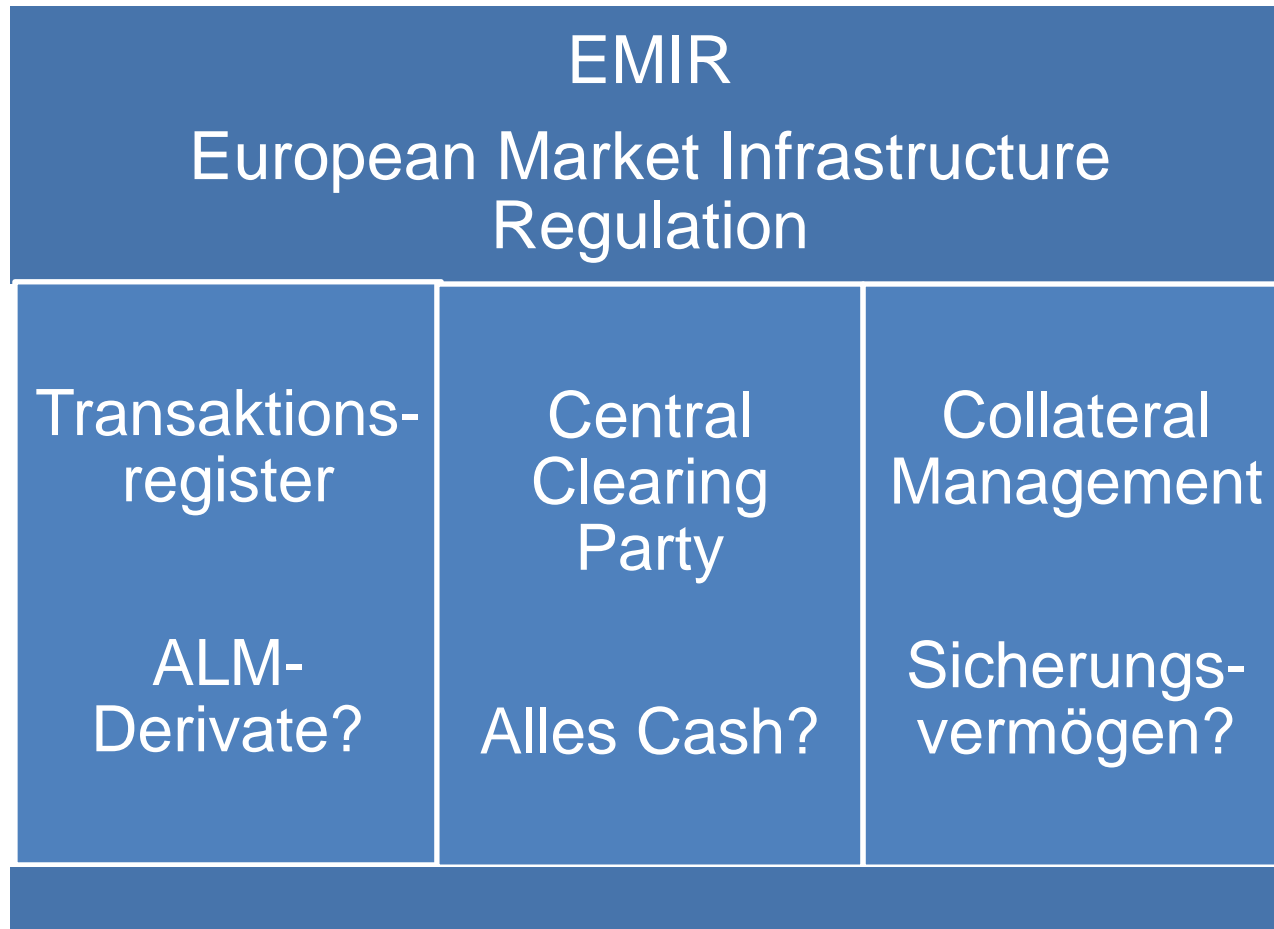 EMIR
European Market Infrastructure
Regulation
Transaktions-
register
ALM-
Derivate?
Central
Clearing
Party
Alles Cash?
Collateral
Management
Sicherungs-
vermögen?